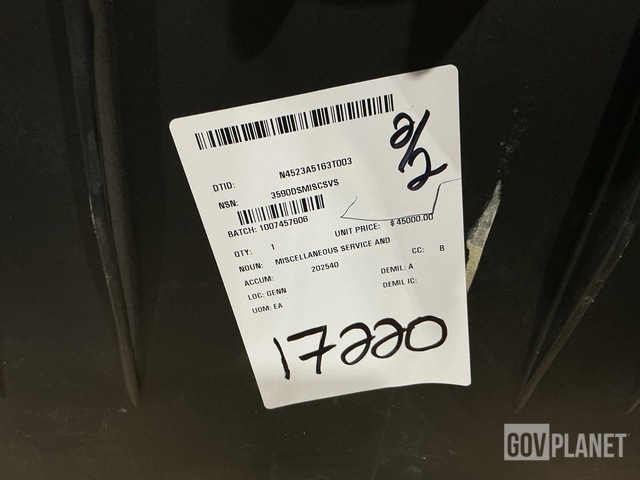 2/2
DTID: N4523A5163T003
NSN: 3590DSMISCSVS
BATCH: 1007457606
UNIT PRICE: $ 45000.00
QTY: 1
NOUN: MISCELLANEOUS SERVICE AND
ACCUM: 202540 CC: B
LOC: GENN DEMIL: A
UOM: EA DEMIL IC:
17220
GOVPLANET